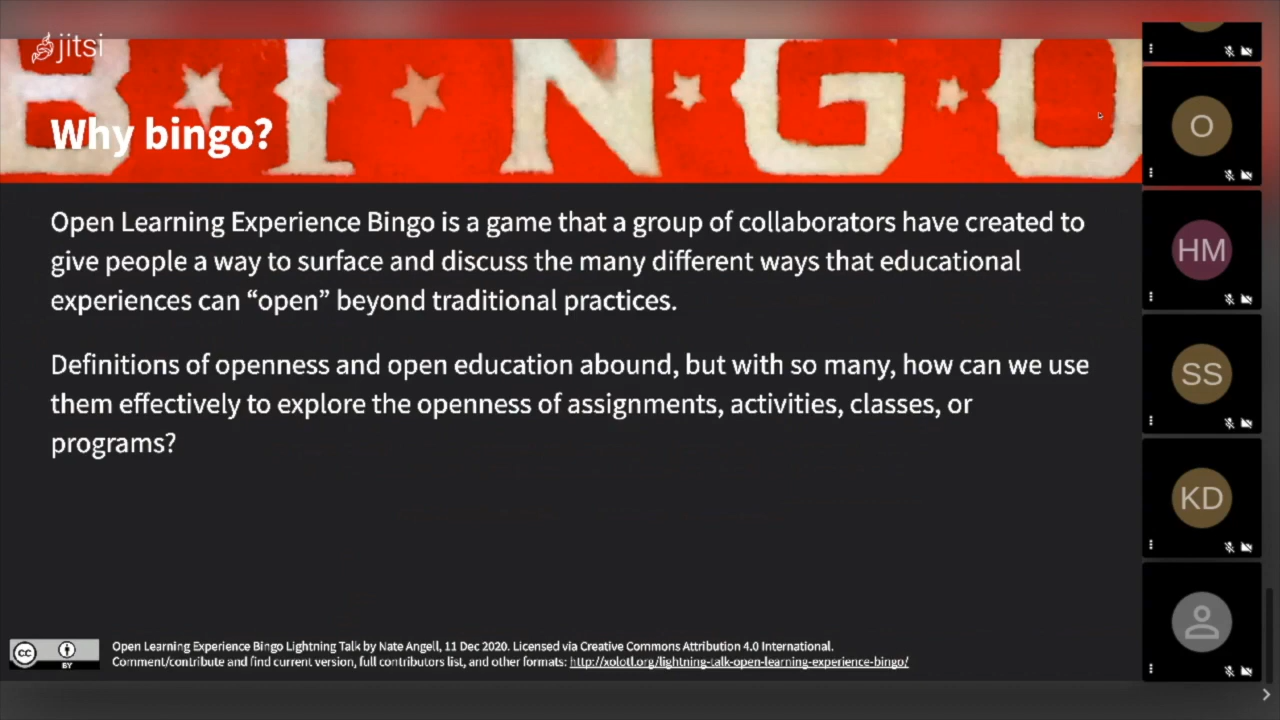 jitsi
B I N G O
Why bingo?
Open Learning Experience Bingo is a game that a group of collaborators have created to
give people a way to surface and discuss the many different ways that educational
experiences can “open” beyond traditional practices.
Definitions of openness and open education abound, but with so many, how can we use
them effectively to explore the openness of assignments, activities, classes, or
programs?
O
HM
SS
KD
cc
BY
Open Learning Experience Bingo Lightning Talk by Nate Angell, 11 Dec 2020. Licensed via Creative Commons Attribution 4.0 International.
Comment/contribute and find current version, full contributors list, and other formats: http://xolotl.org/lightning-talk-open-learning-experience-bingo/